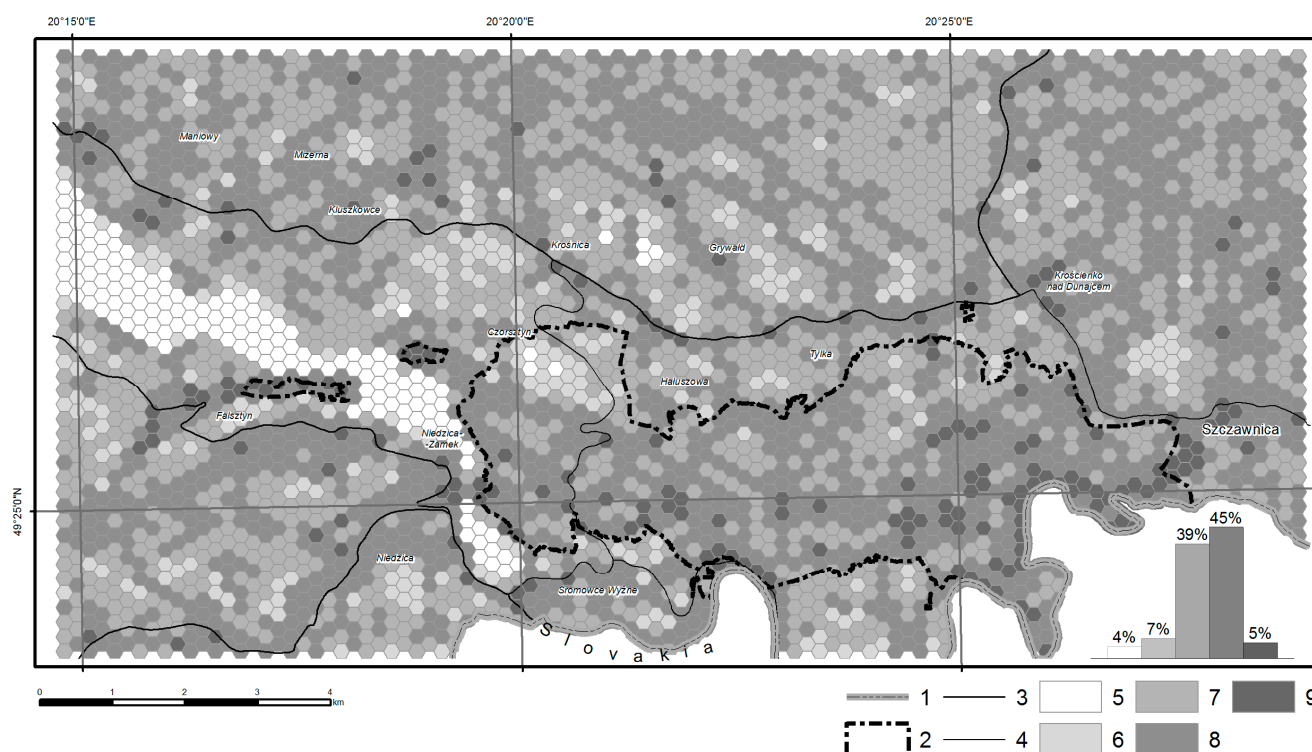 20°15'0"E
20°20'0"E
20°25'0"E
Maniowy
Mizerna
Kluszkowce
Krośnica
Grywałd
Krościenko
nad Dunajcem
Czorsztyn
Tylka
Hałuszowa
Falsztyn
Niedzica-
-Zamek
Szczawnica
49°25'0"N
Niedzica
Sromowce Wyżne
Slovakia
4%
7%
39%
45%
5%
0 1 2 3 4
km
1 3 5 7 9
2 4 6 8